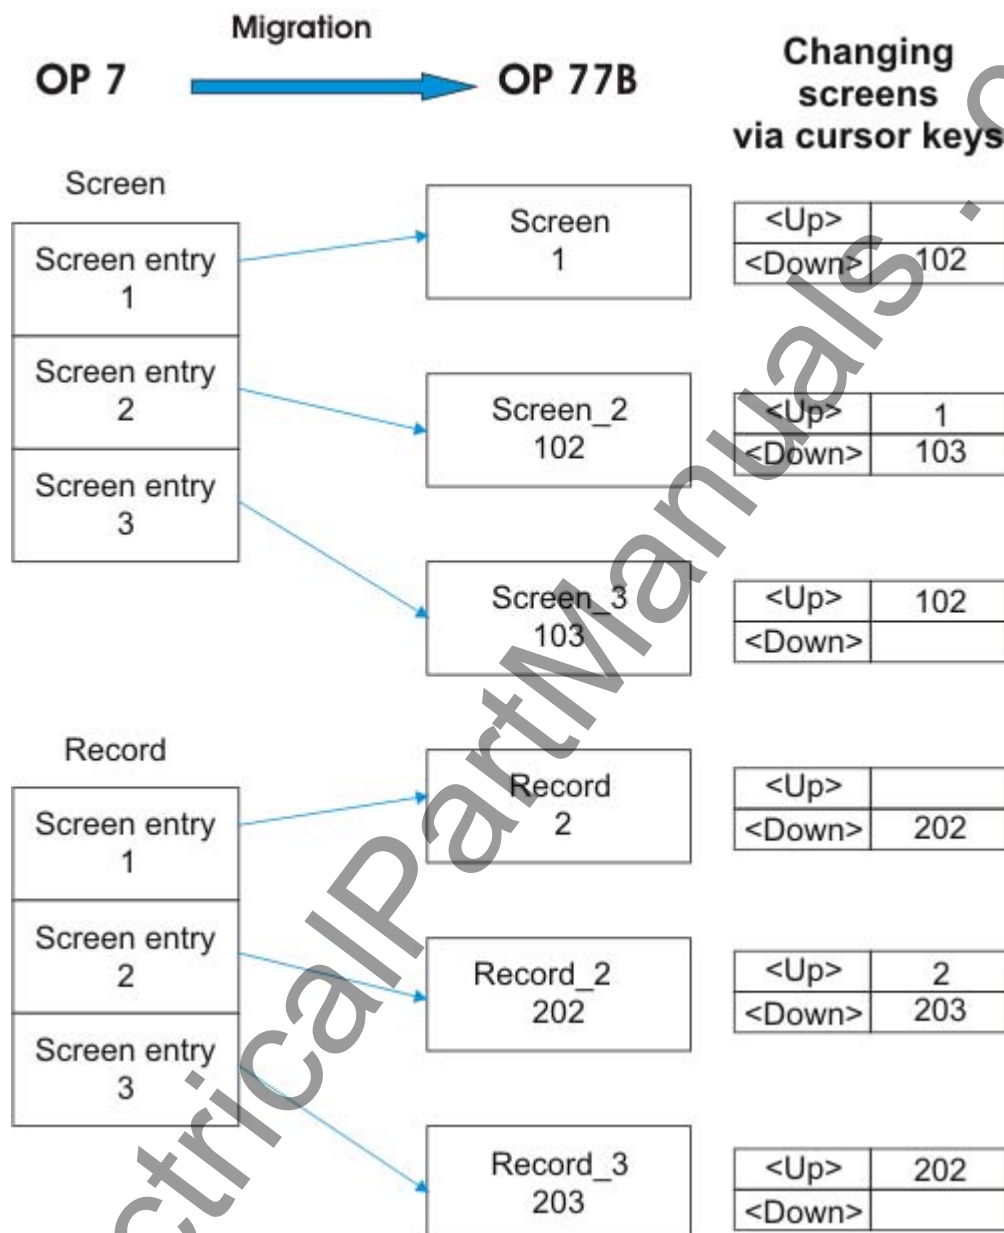 Migration
OP 7
OP 77B
Changing
screens
via cursor keys
Screen
Screen entry
1
Screen
1
<Up>
<Down> 102
Screen entry
2
Screen_2
102
<Up> 1
<Down> 103
Screen entry
3
Screen_3
103
<Up> 102
<Down>
Record
Screen entry
1
Record
2
<Up>
<Down> 202
Screen entry
2
Record_2
202
<Up> 2
<Down> 203
Screen entry
3
Record_3
203
<Up> 202
<Down>
ctricalPartManuals . c